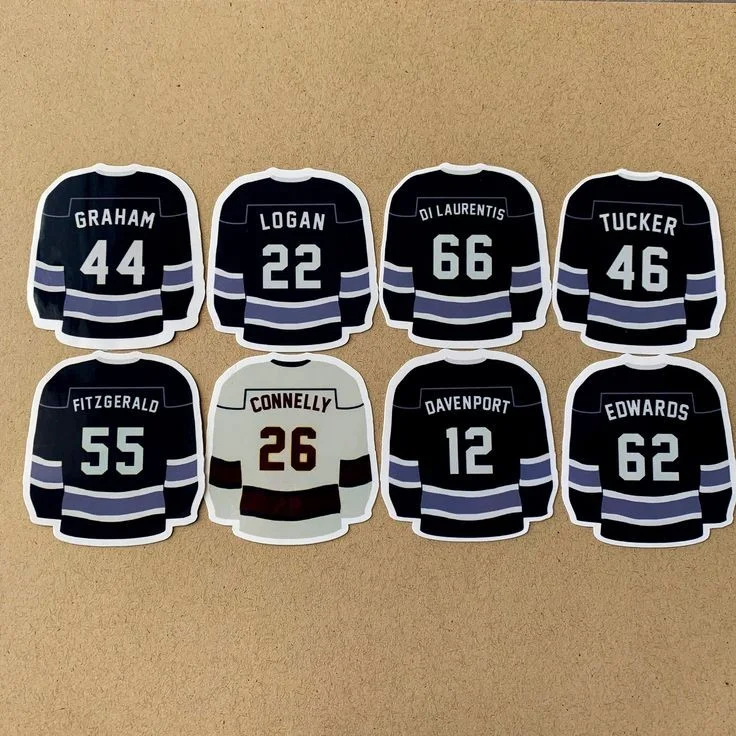 GRAHAM
44
LOGAN
22
DI LAURENTIS
66
TUCKER
46
FITZGERALD
55
CONNELLY
26
DAVENPORT
12
EDWARDS
62